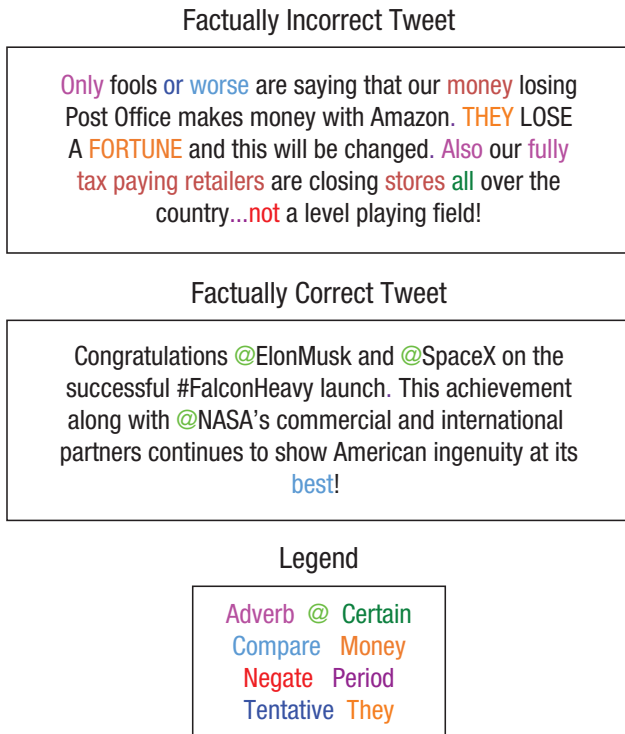 Factually Incorrect Tweet
Only fools or worse are saying that our money losing
Post Office makes money with Amazon. THEY LOSE
A FORTUNE and this will be changed. Also our fully
tax paying retailers are closing stores all over the
country...not a level playing field!
Factually Correct Tweet
Congratulations @ElonMusk and @SpaceX on the
successful #FalconHeavy launch. This achievement
along with @NASA's commercial and international
partners continues to show American ingenuity at its
best!
Legend
Adverb @ Certain
Compare Money
Negate Period
Tentative They